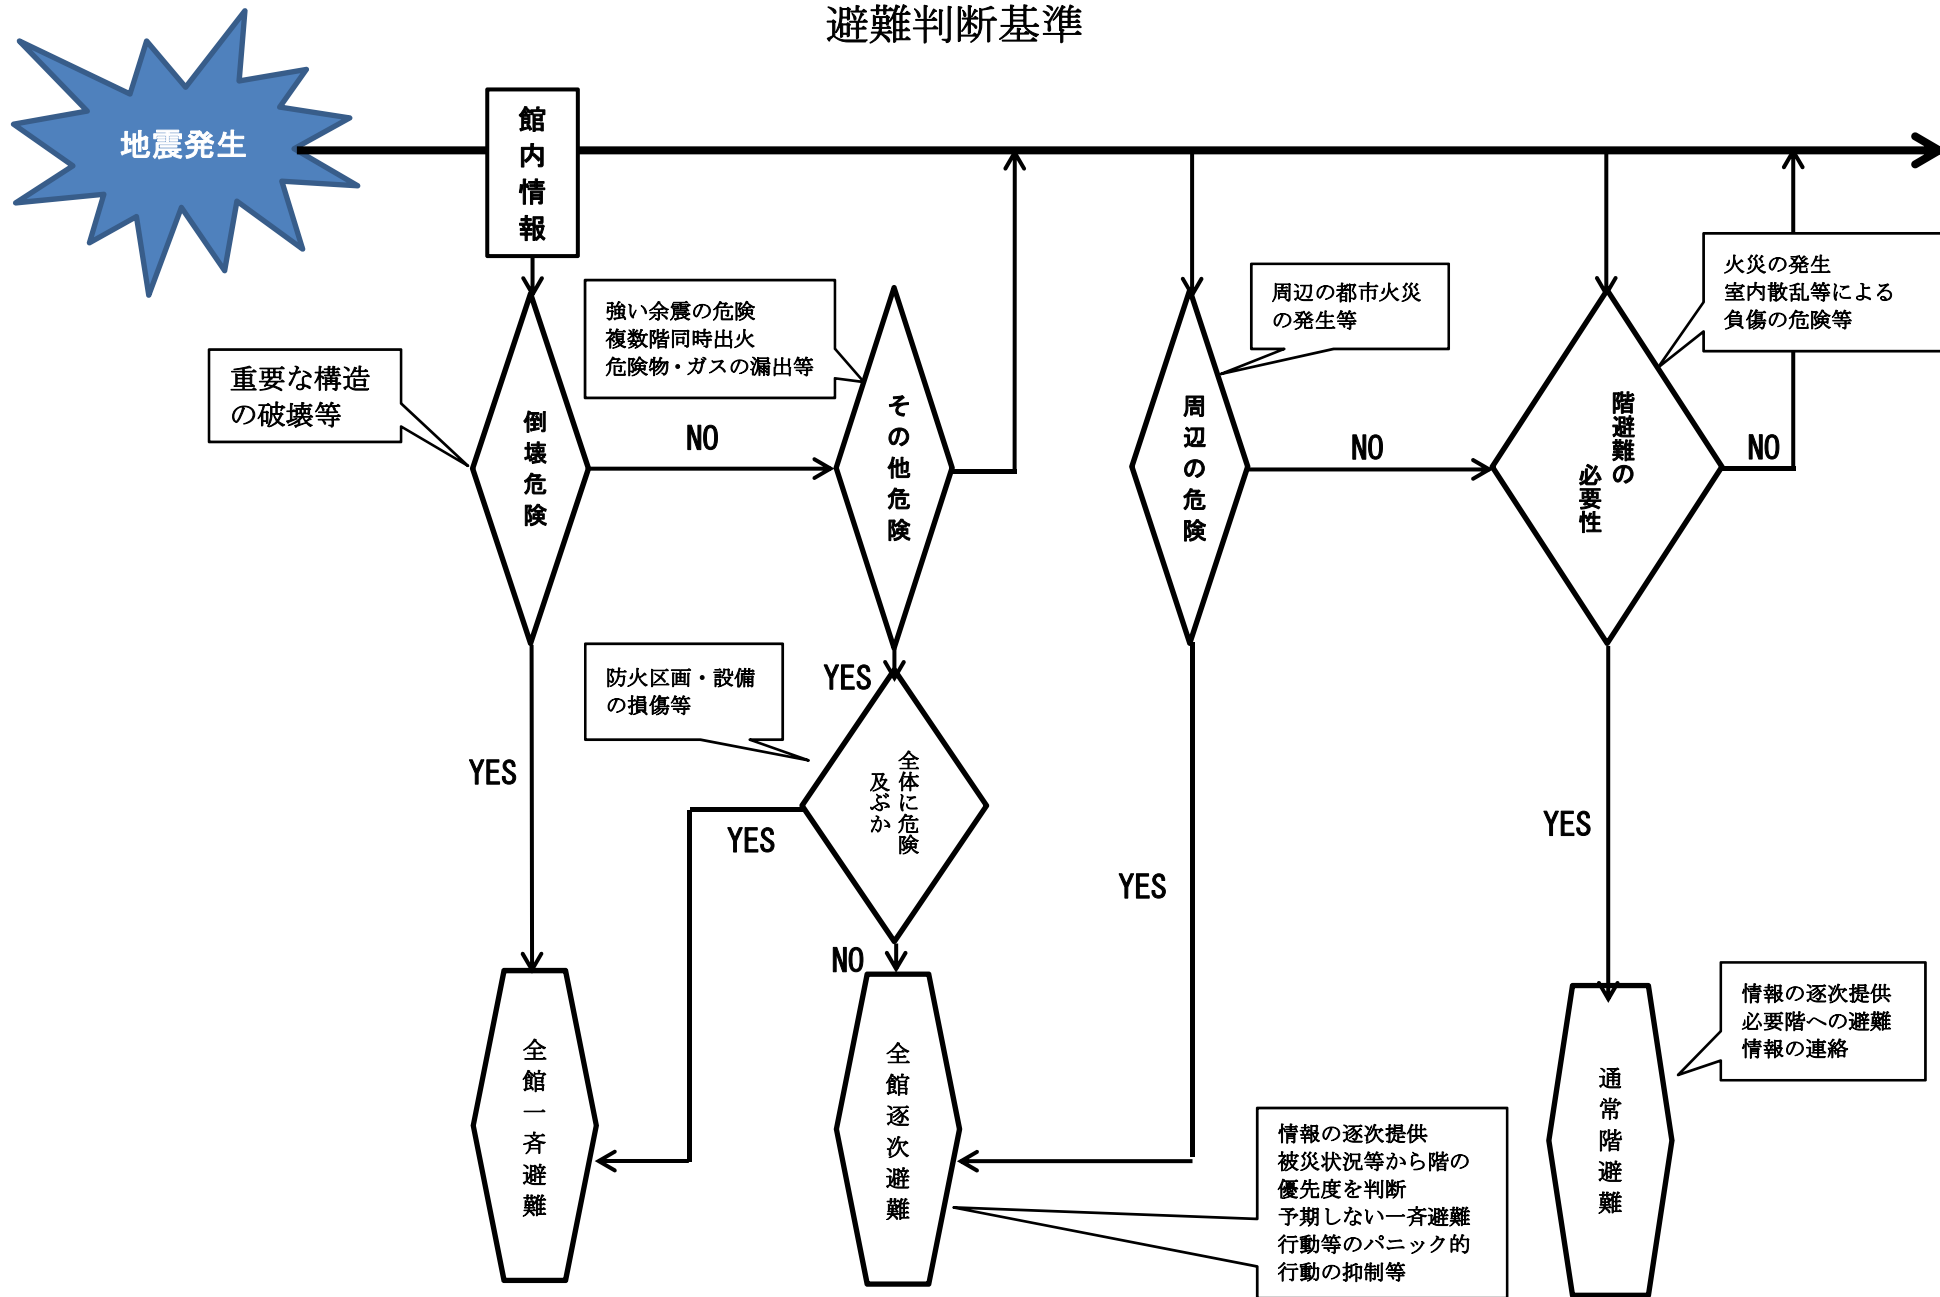 避難判断基準
地震発生
館内情報
強い余震の危険
複数階同時出火
危険物・ガスの漏出等
周辺の都市火災
の発生等
火災の発生
室内散乱等による
負傷の危険等
重要な構造
の破壊等
倒壊危険
NO
その他危険
周辺の危険
NO
階避難の
必要性
NO
防火区画・設備
の損傷等
YES
YES
全体に危険
及ぶか
YES
YES
YES
NO
全館一斉避難
全館逐次避難
通常階避難
情報の逐次提供
必要階への避難
情報の連絡
情報の逐次提供
被災状況等から階の
優先度を判断
予期しない一斉避難
行動等のパニック的
行動の抑制等